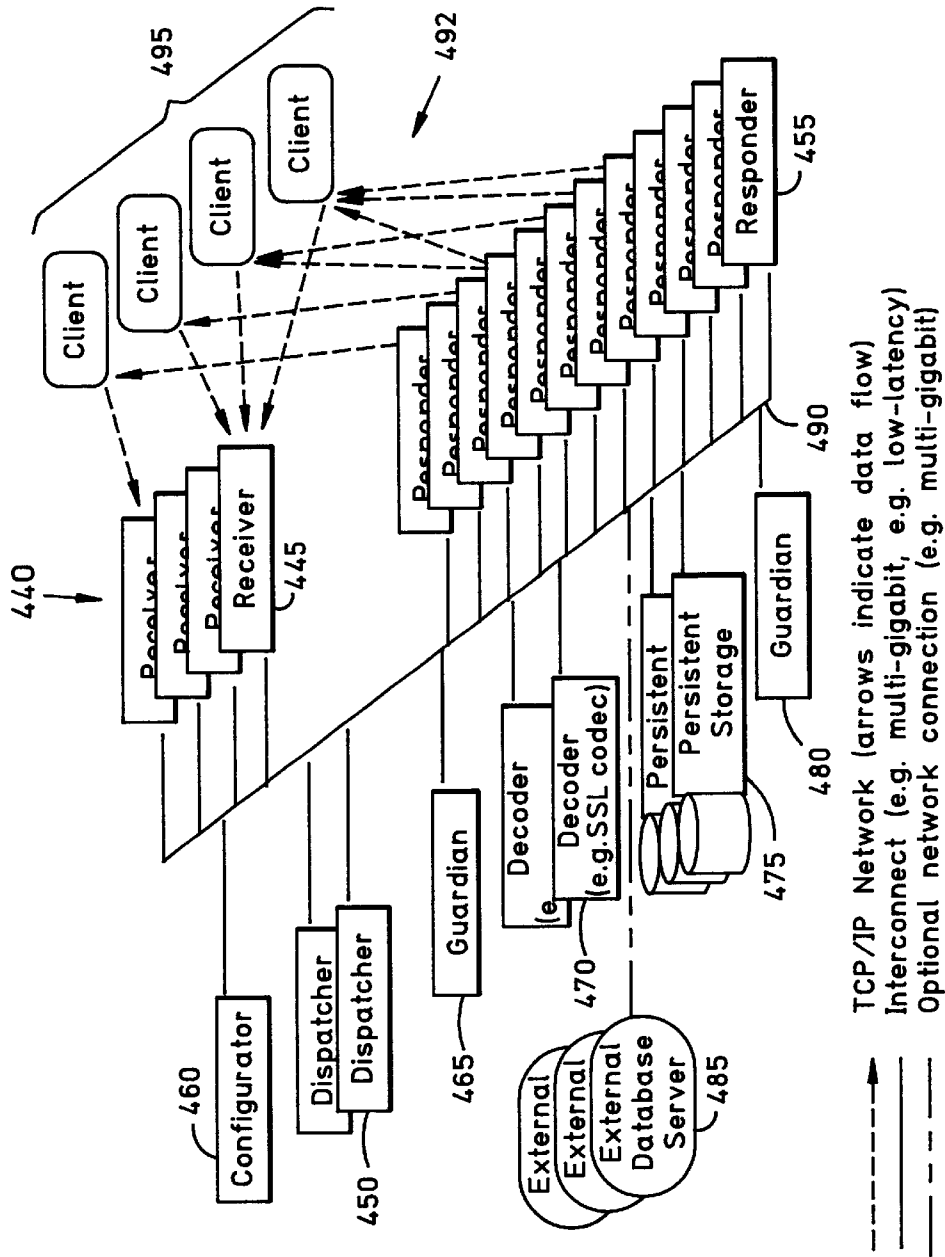 440
495
Client
Client
Client
Client
492
Receiver
Receiver
Receiver
Receiver
445
460
Configurator
Dispatcher
Dispatcher
450
Guardian
465
Responder
Responder
Responder
Responder
Responder
Responder
Responder
Responder
Responder
Responder
Responder
Responder
455
Decoder
(e
Decoder
(e.g.SSL codec)
470
External
External
External
Database
Server
485
Persistent
Persistent
Storage
475
Guardian
480
490
TCP/IP Network (arrows indicate data flow)
Interconnect (e.g. multi-gigabit, e.g. low-latency)
Optional network connection (e.g. multi-gigabit)